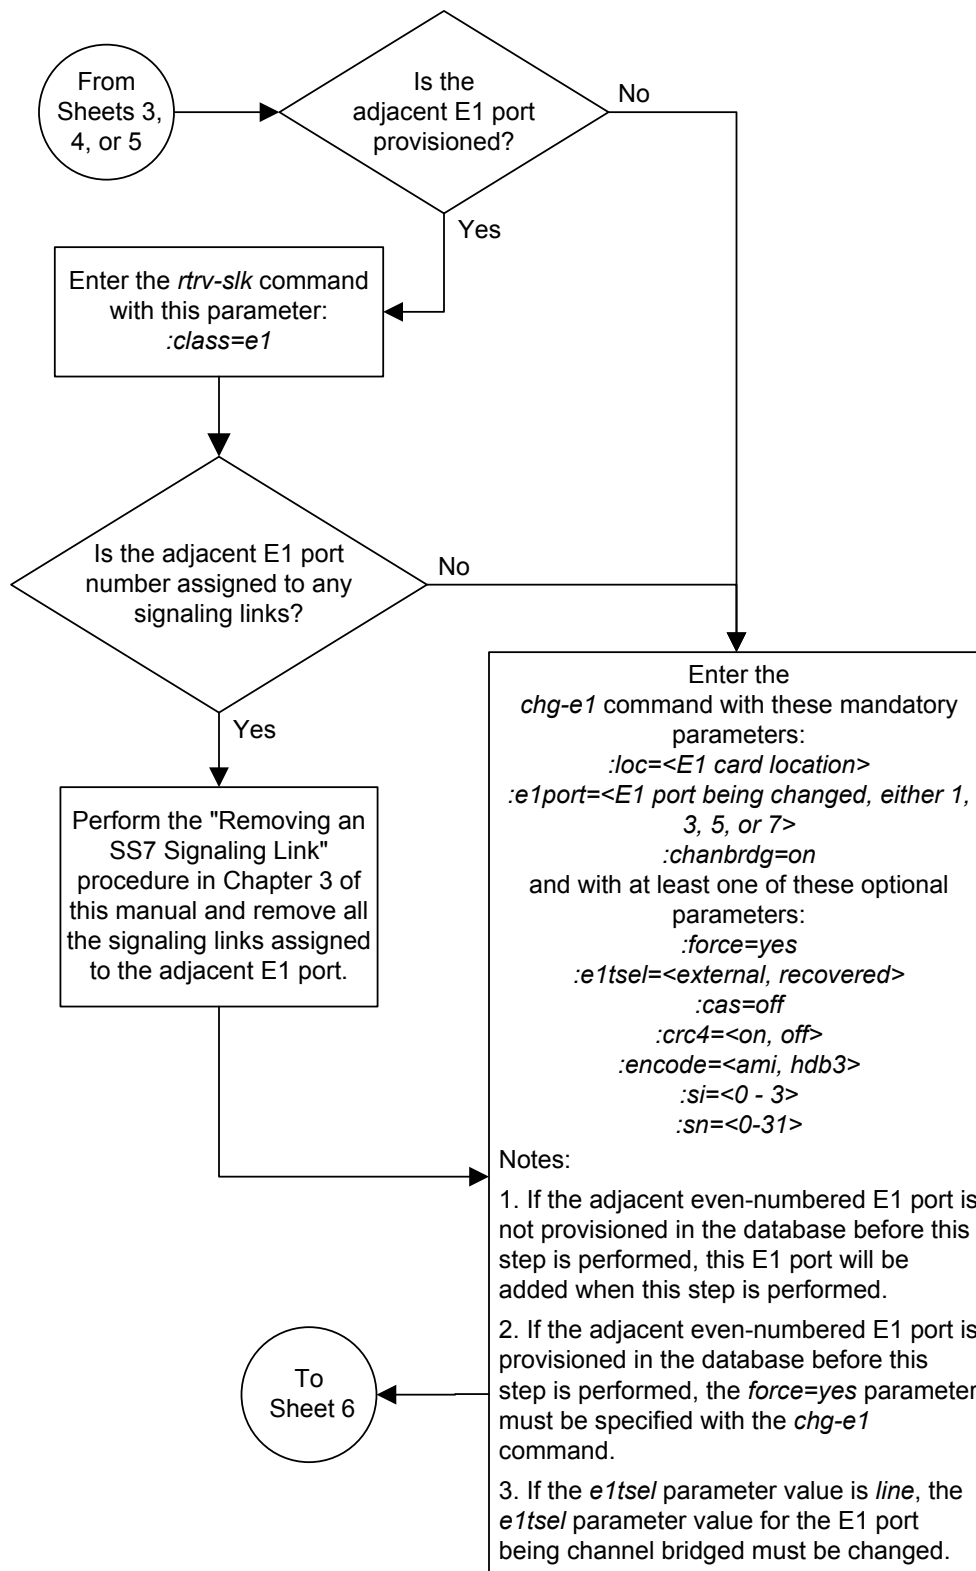 From
Sheets 3,
4, or 5
Is the
adjacent E1 port
provisioned?
No
Yes
Enter the rtrv-slk command
with this parameter:
:class=e1
Is the adjacent E1 port
number assigned to any
signaling links?
No
Yes
Perform the "Removing an
SS7 Signaling Link"
procedure in Chapter 3 of
this manual and remove all
the signaling links assigned
to the adjacent E1 port.
Enter the
chg-e1 command with these mandatory
parameters:
:loc=<E1 card location>
:e1port=<E1 port being changed, either 1,
3, 5, or 7>
:chanbrdg=on
and with at least one of these optional
parameters:
:force=yes
:e1tsel=<external, recovered>
:cas=off
:crc4=<on, off>
:encode=<ami, hdb3>
:si=<0 - 3>
:sn=<0-31>
Notes:
1. If the adjacent even-numbered E1 port is
not provisioned in the database before this
step is performed, this E1 port will be
added when this step is performed.
2. If the adjacent even-numbered E1 port is
provisioned in the database before this
step is performed, the force=yes parameter
must be specified with the chg-e1
command.
3. If the e1tsel parameter value is line, the
e1tsel parameter value for the E1 port
being channel bridged must be changed.
To
Sheet 6